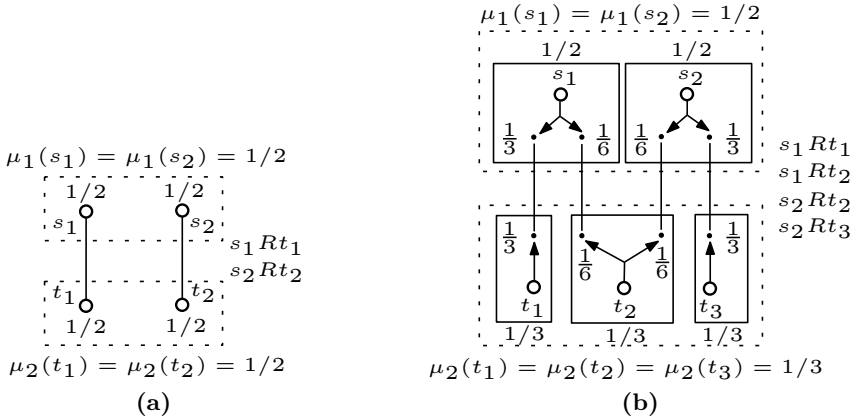 μ₁(s₁) = μ₁(s₂) = 1/2
1/2 1/2
s₁ s₂
s₁Rt₁
s₂Rt₂
t₁ t₂
1/2 1/2
μ₂(t₁) = μ₂(t₂) = 1/2
(a)
μ₁(s₁) = μ₁(s₂) = 1/2
1/2 1/2
s₁ s₂
1/3 1/6 1/6 1/3
s₁Rt₁
s₁Rt₂
s₂Rt₂
s₂Rt₃
1/3 1/6 1/6 1/3
t₁ t₂ t₃
1/3 1/3 1/3
μ₂(t₁) = μ₂(t₂) = μ₂(t₃) = 1/3
(b)